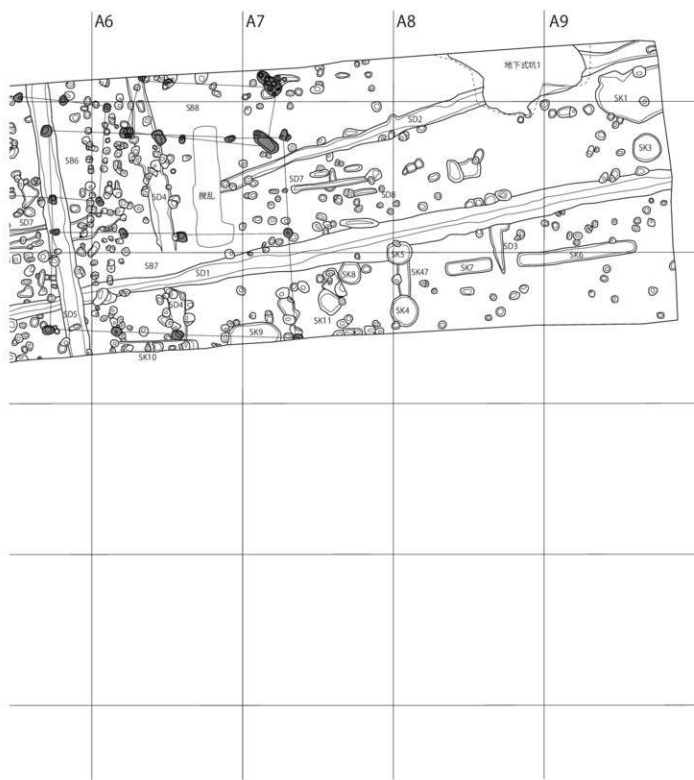 A6
A7
A8
A9
地下式坑1
SK1
SB8
SD2
SK3
SB6
SD7
SD8
SD4
撹乱
SD7
SD3
SK6
SK5
SB7
SD1
SK8
SK47
SK7
SD4
SD5
SK11
SK4
SK9
SK10